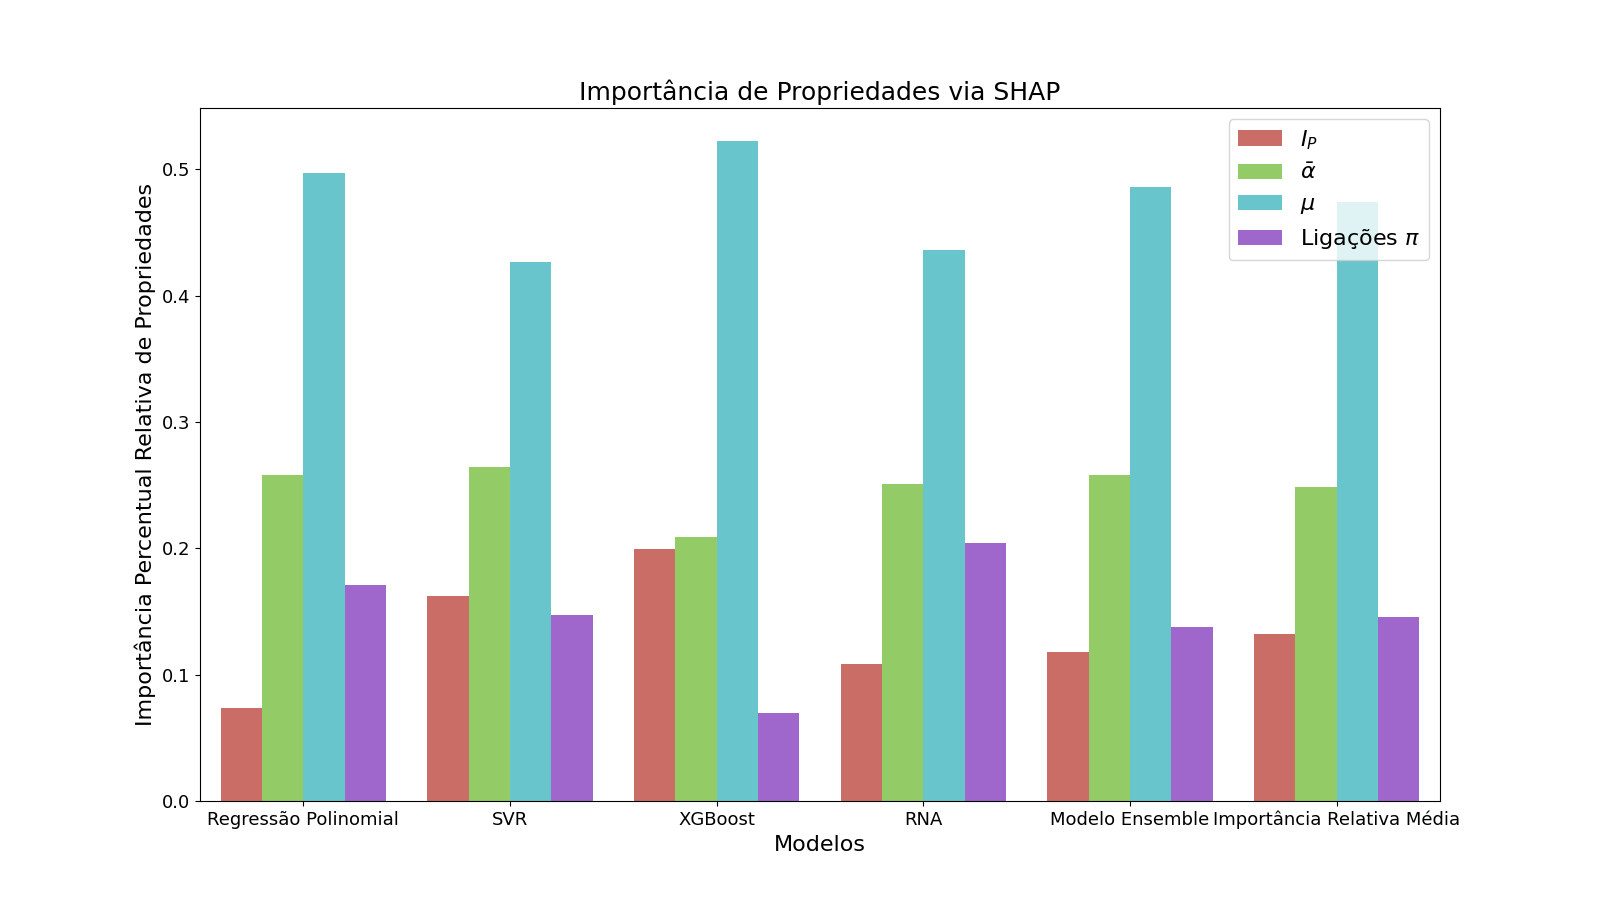 Importância de Propriedades via SHAP
Importância Percentual Relativa de Propriedades
0.5
0.4
0.3
0.2
0.1
0.0
I_P
ᾱ
μ
Ligações π
Regressão Polinomial
SVR
XGBoost
RNA
Modelo Ensemble
Importância Relativa Média
Modelos